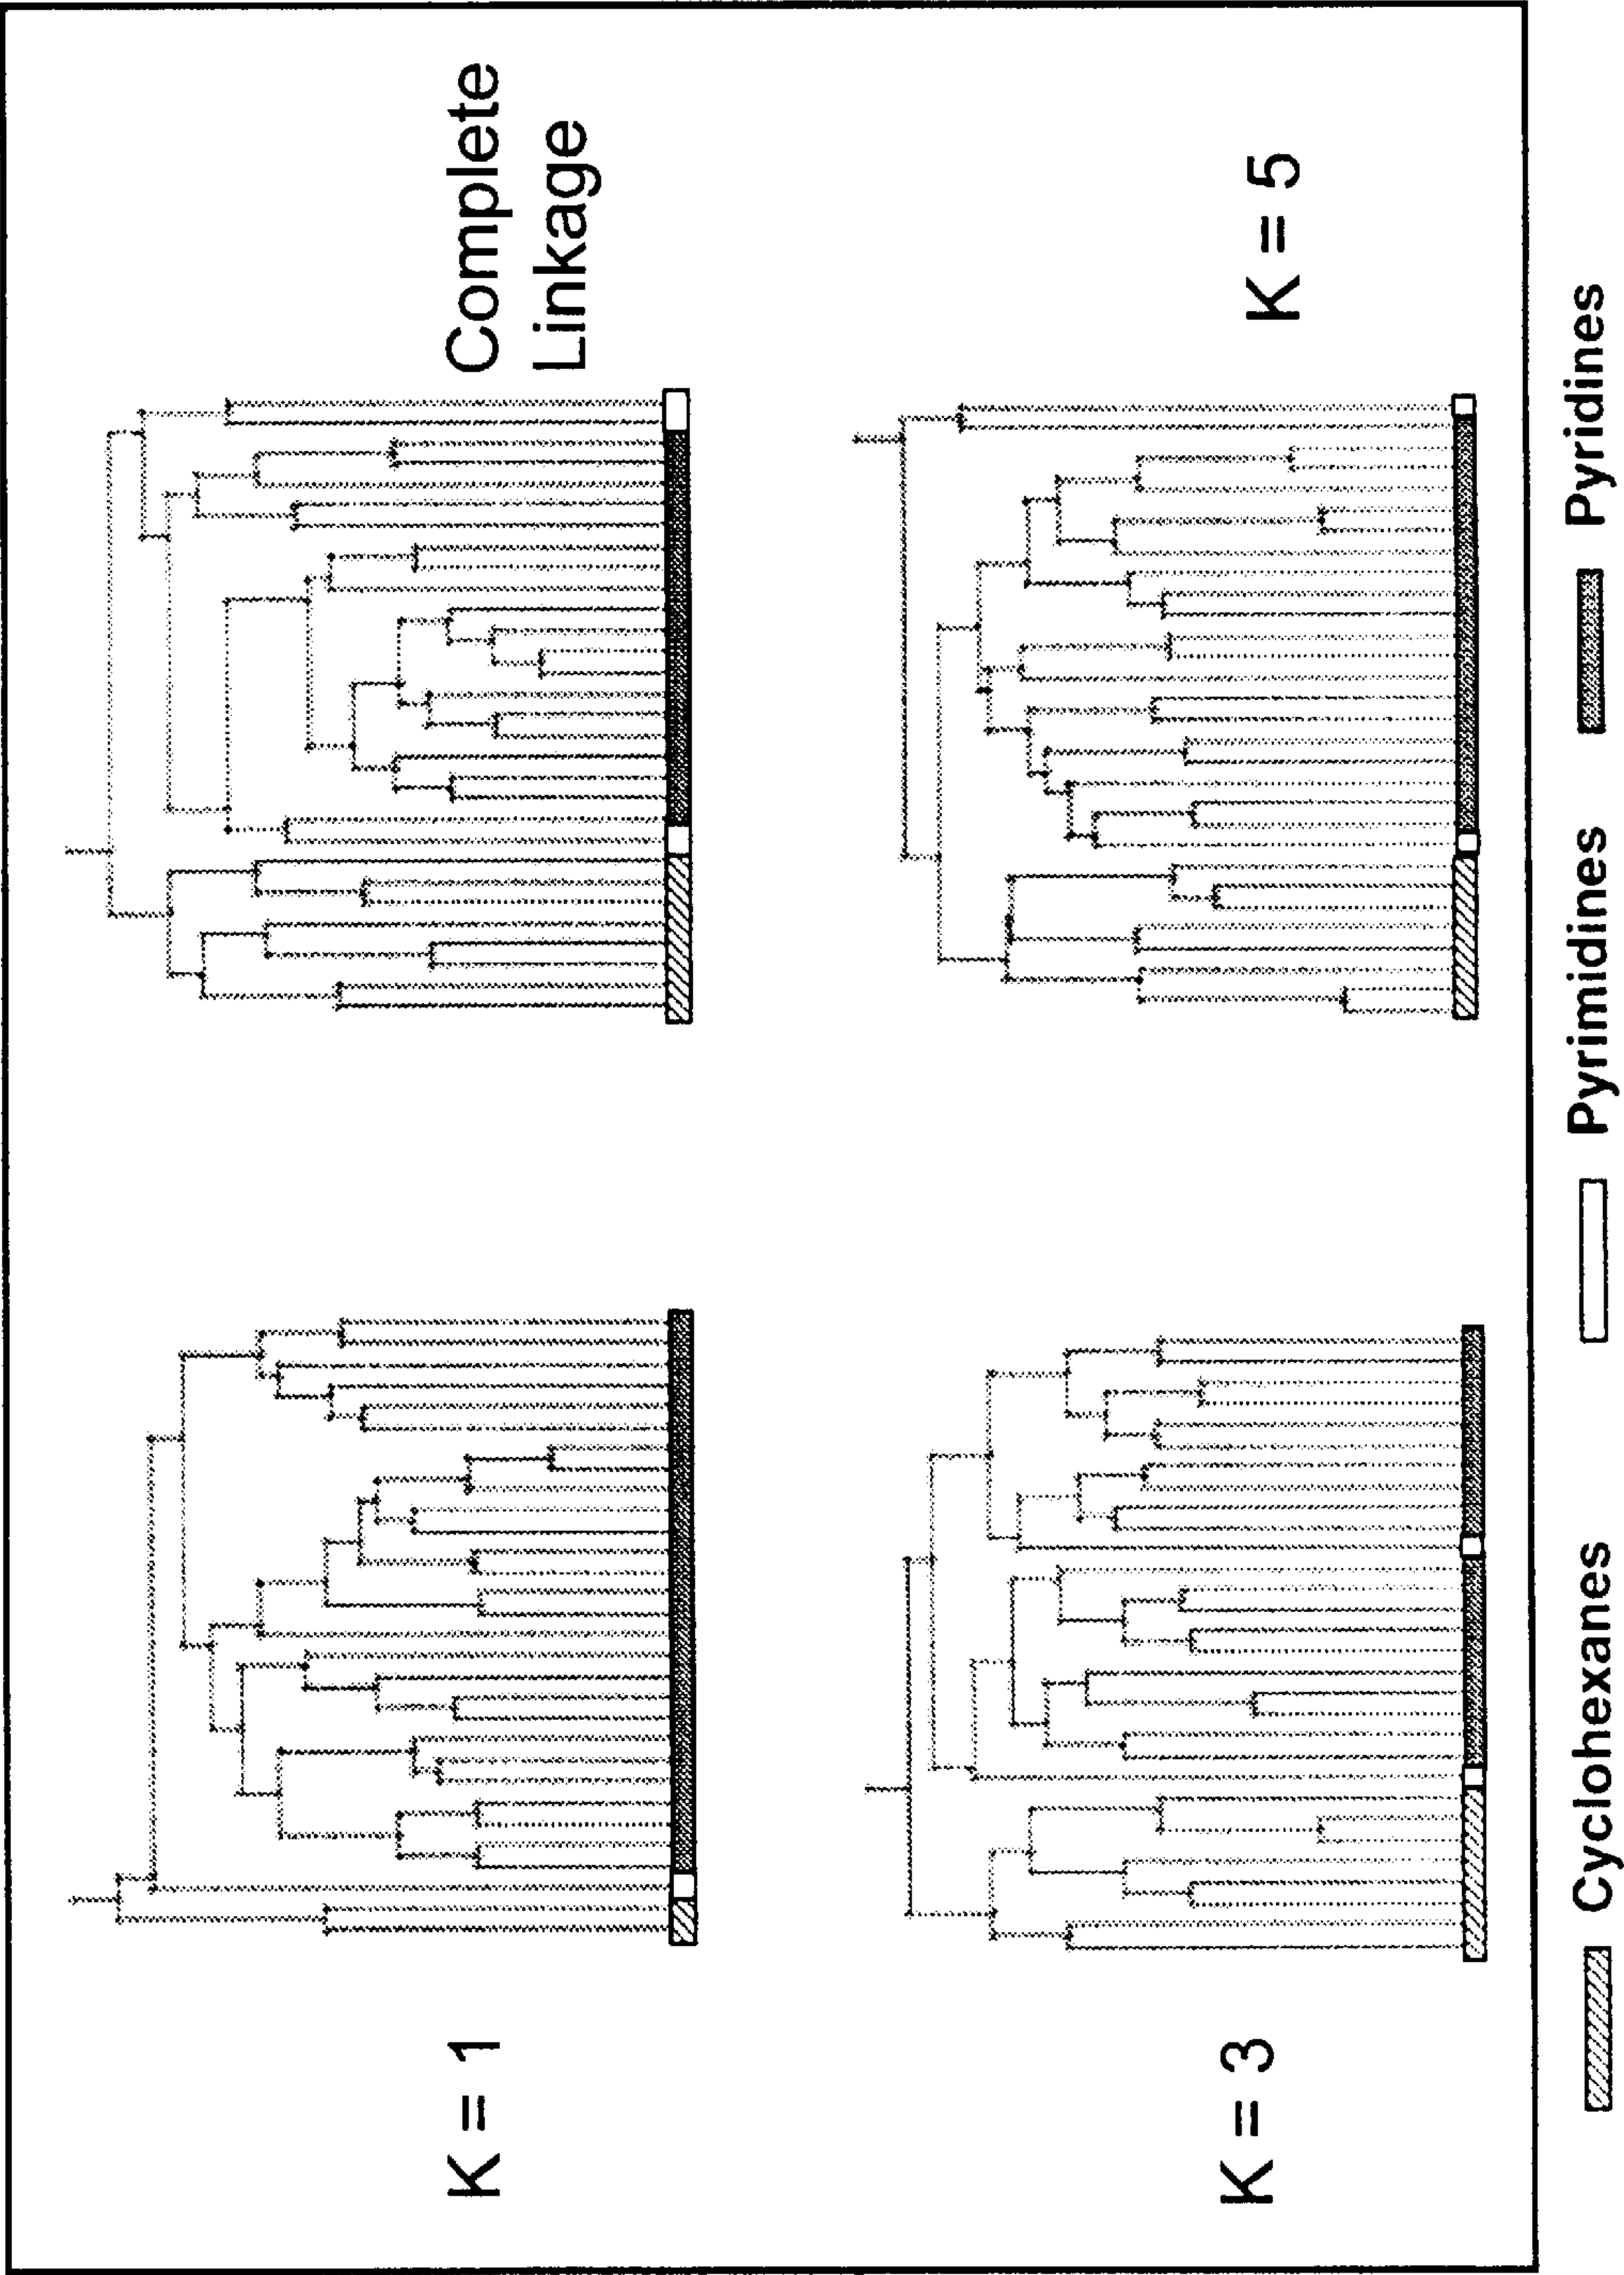 K = 1
Complete
Linkage
K = 3
K = 5
Cyclohexanes
Pyrimidines
Pyridines